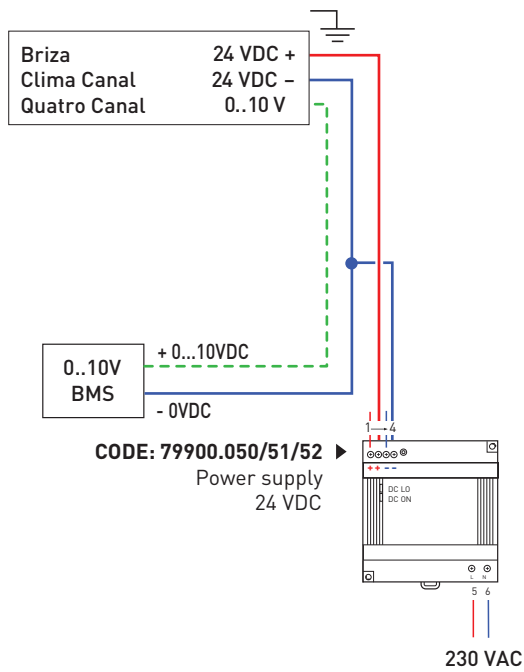 Briza 24 VDC +
Clima Canal 24 VDC –
Quatro Canal 0..10 V
+ 0...10VDC
0..10V
BMS
- 0VDC
1 → 4
CODE: 79900.050/51/52
Power supply
24 VDC
+ + – –
DC LO
DC ON
L N
5 6
230 VAC